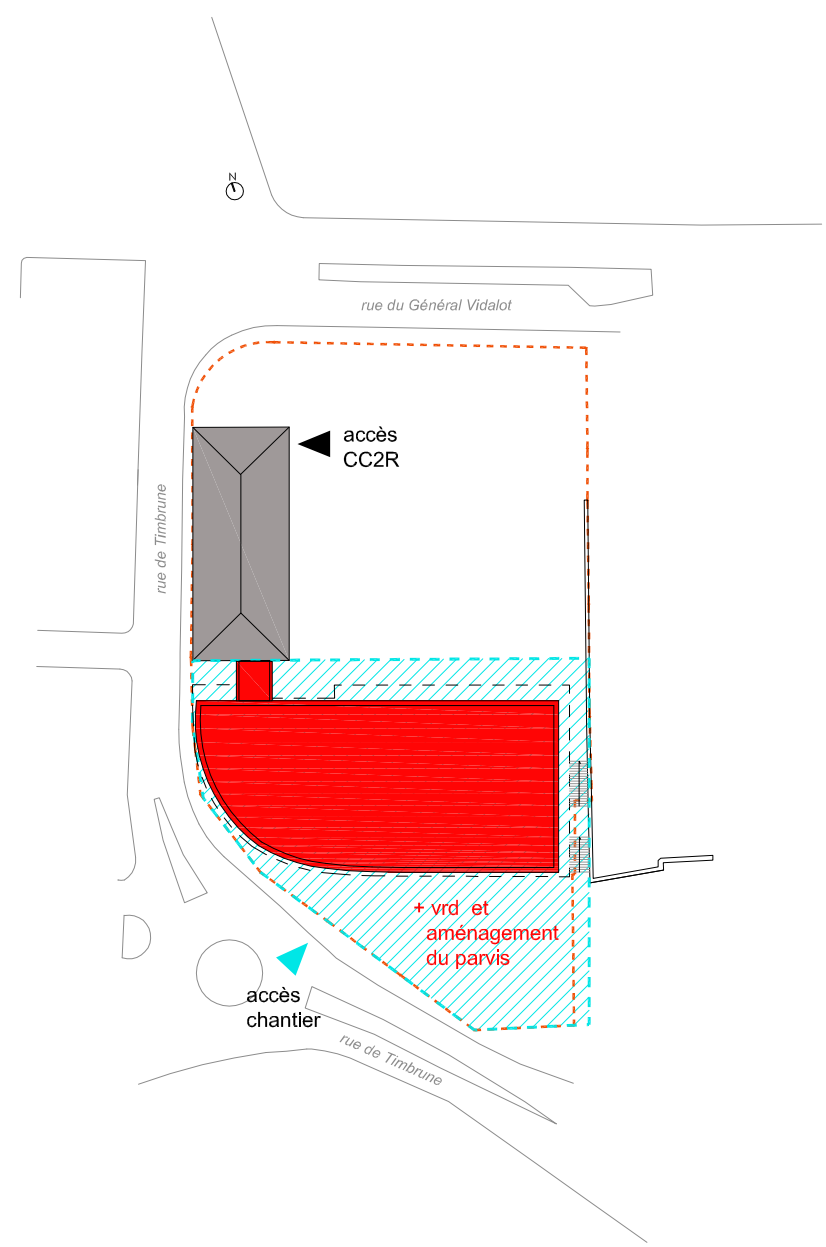 N
rue du Général Vidalot
accès
CC2R
rue de Timbrune
+ vrd et
aménagement
du parvis
accès
chantier
rue de Timbrune